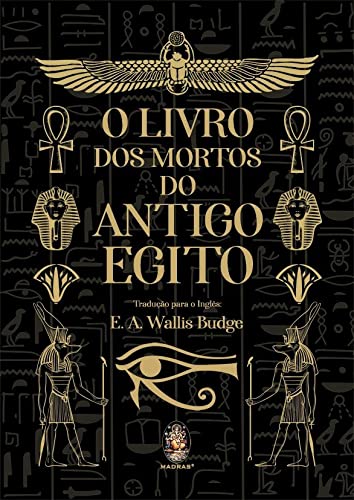 O LIVRO
DOS MORTOS
DO
ANTIGO
EGITO
Tradução para o Inglês:
E. A. Wallis Budge
MADRAS®